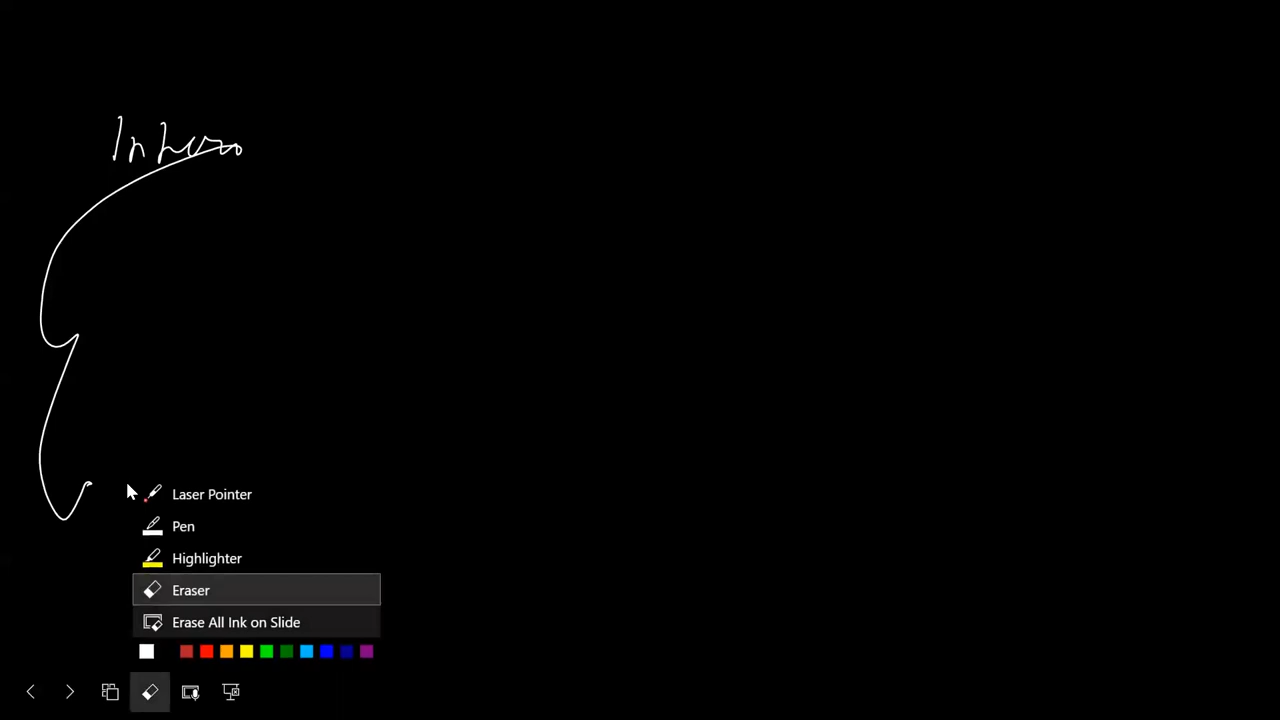 Laser Pointer
Pen
Highlighter
Eraser
Erase All Ink on Slide